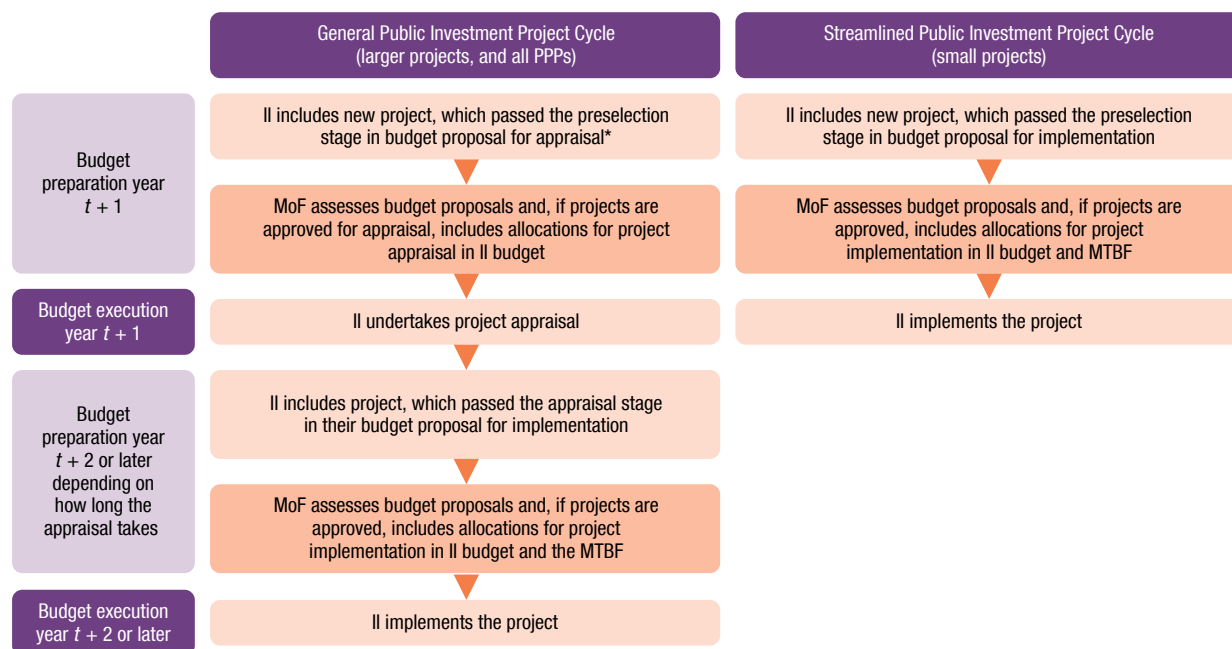 General Public Investment Project Cycle
(larger projects, and all PPPs)
Streamlined Public Investment Project Cycle
(small projects)
Budget
preparation year
t + 1
II includes new project, which passed the preselection
stage in budget proposal for appraisal*
II includes new project, which passed the preselection
stage in budget proposal for implementation
MoF assesses budget proposals and, if projects are
approved for appraisal, includes allocations for project
appraisal in II budget
MoF assesses budget proposals and, if projects are
approved, includes allocations for project
implementation in II budget and MTBF
Budget execution
year t + 1
II undertakes project appraisal
II implements the project
Budget
preparation year
t + 2 or later
depending on
how long the
appraisal takes
II includes project, which passed the appraisal stage
in their budget proposal for implementation
MoF assesses budget proposals and, if projects are
approved, includes allocations for project
implementation in II budget and the MTBF
Budget execution
year t + 2 or later
II implements the project